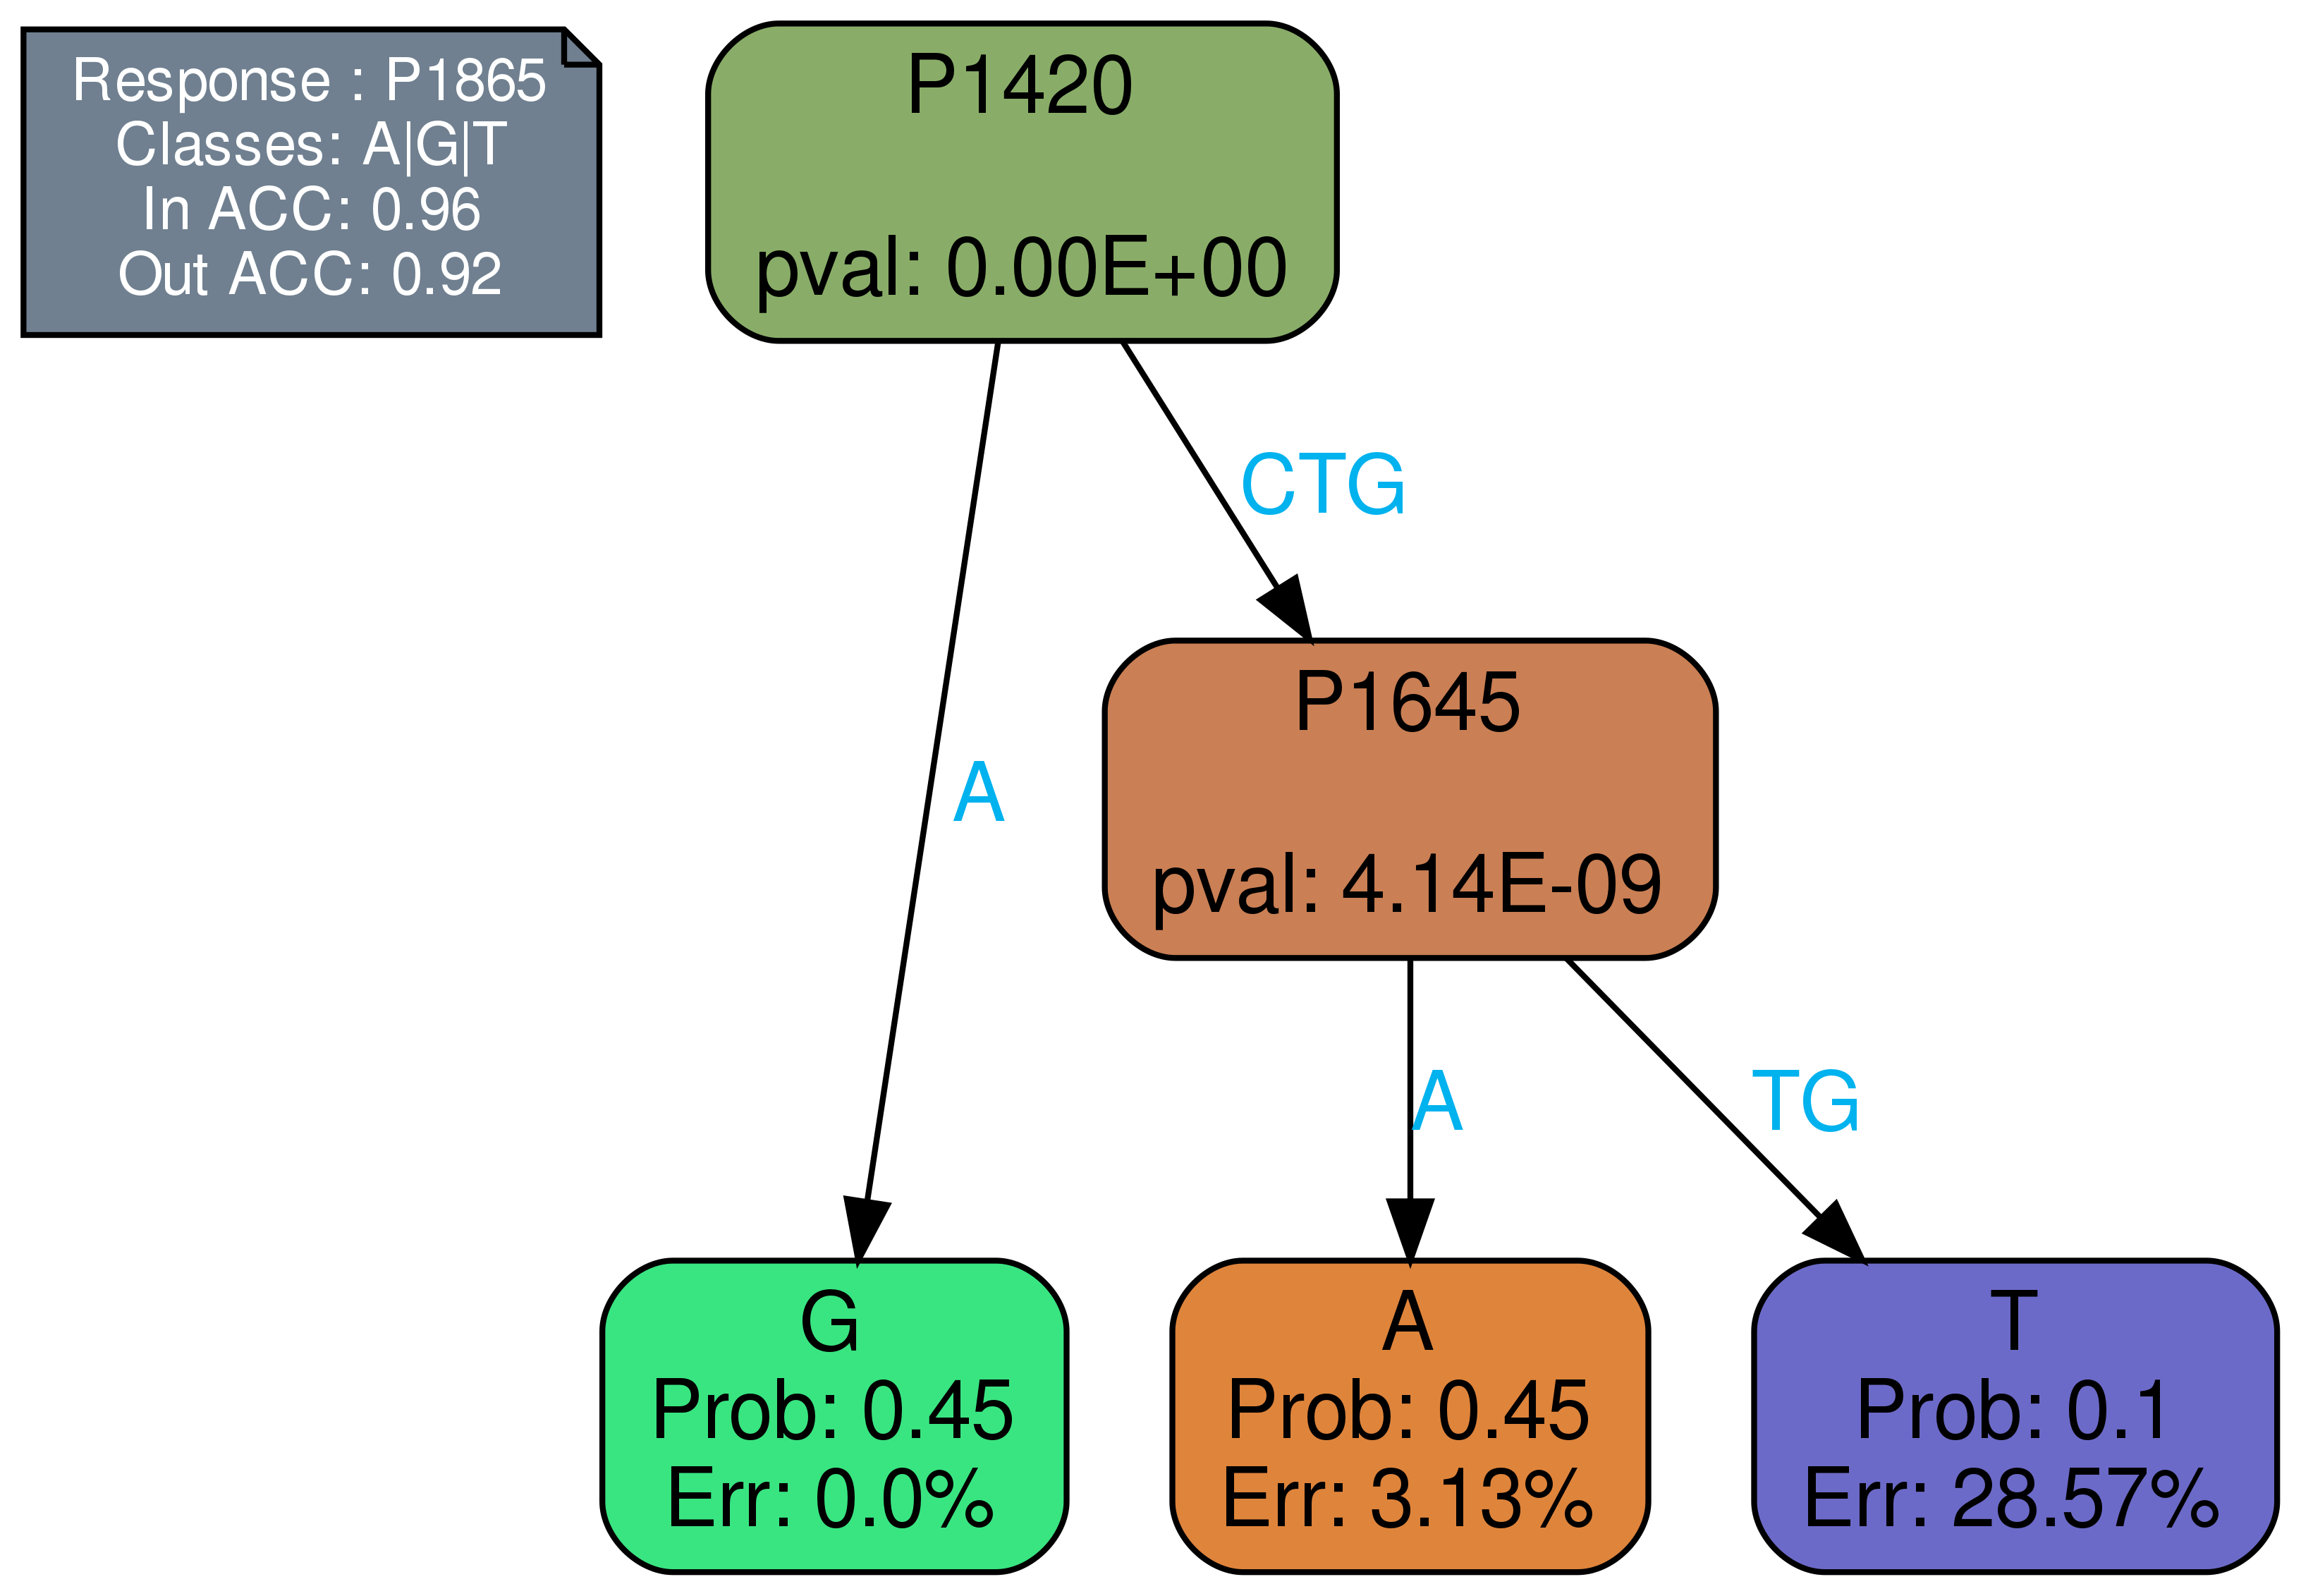 Response : P1865
Classes: A|G|T
In ACC: 0.96
Out ACC: 0.92
P1420
pval: 0.00E+00
CTG
P1645
A
pval: 4.14E-09
A
TG
G
Prob: 0.45
Err: 0.0%
A
Prob: 0.45
Err: 3.13%
T
Prob: 0.1
Err: 28.57%